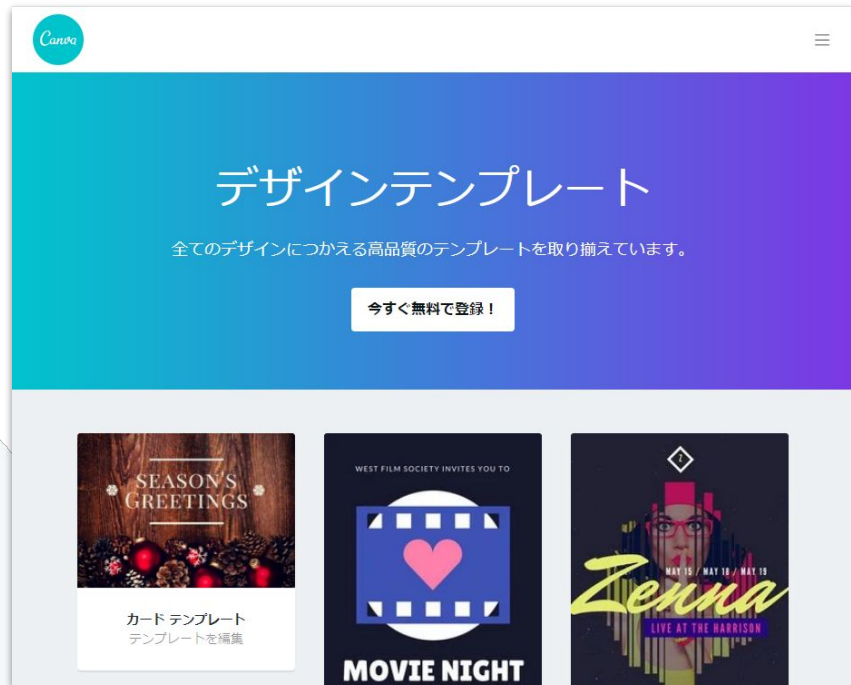 Canva
デザインテンプレート
全てのデザインにつかえる高品質のテンプレートを取り揃えています。
今すぐ無料で登録！
SEASON'S
GREETINGS
カード テンプレート
テンプレートを編集
WEST FILM SOCIETY INVITES YOU TO
MOVIE NIGHT
Z
MAY 15 / MAY 18 / MAY 19
Zenna
LIVE AT THE HARRISON